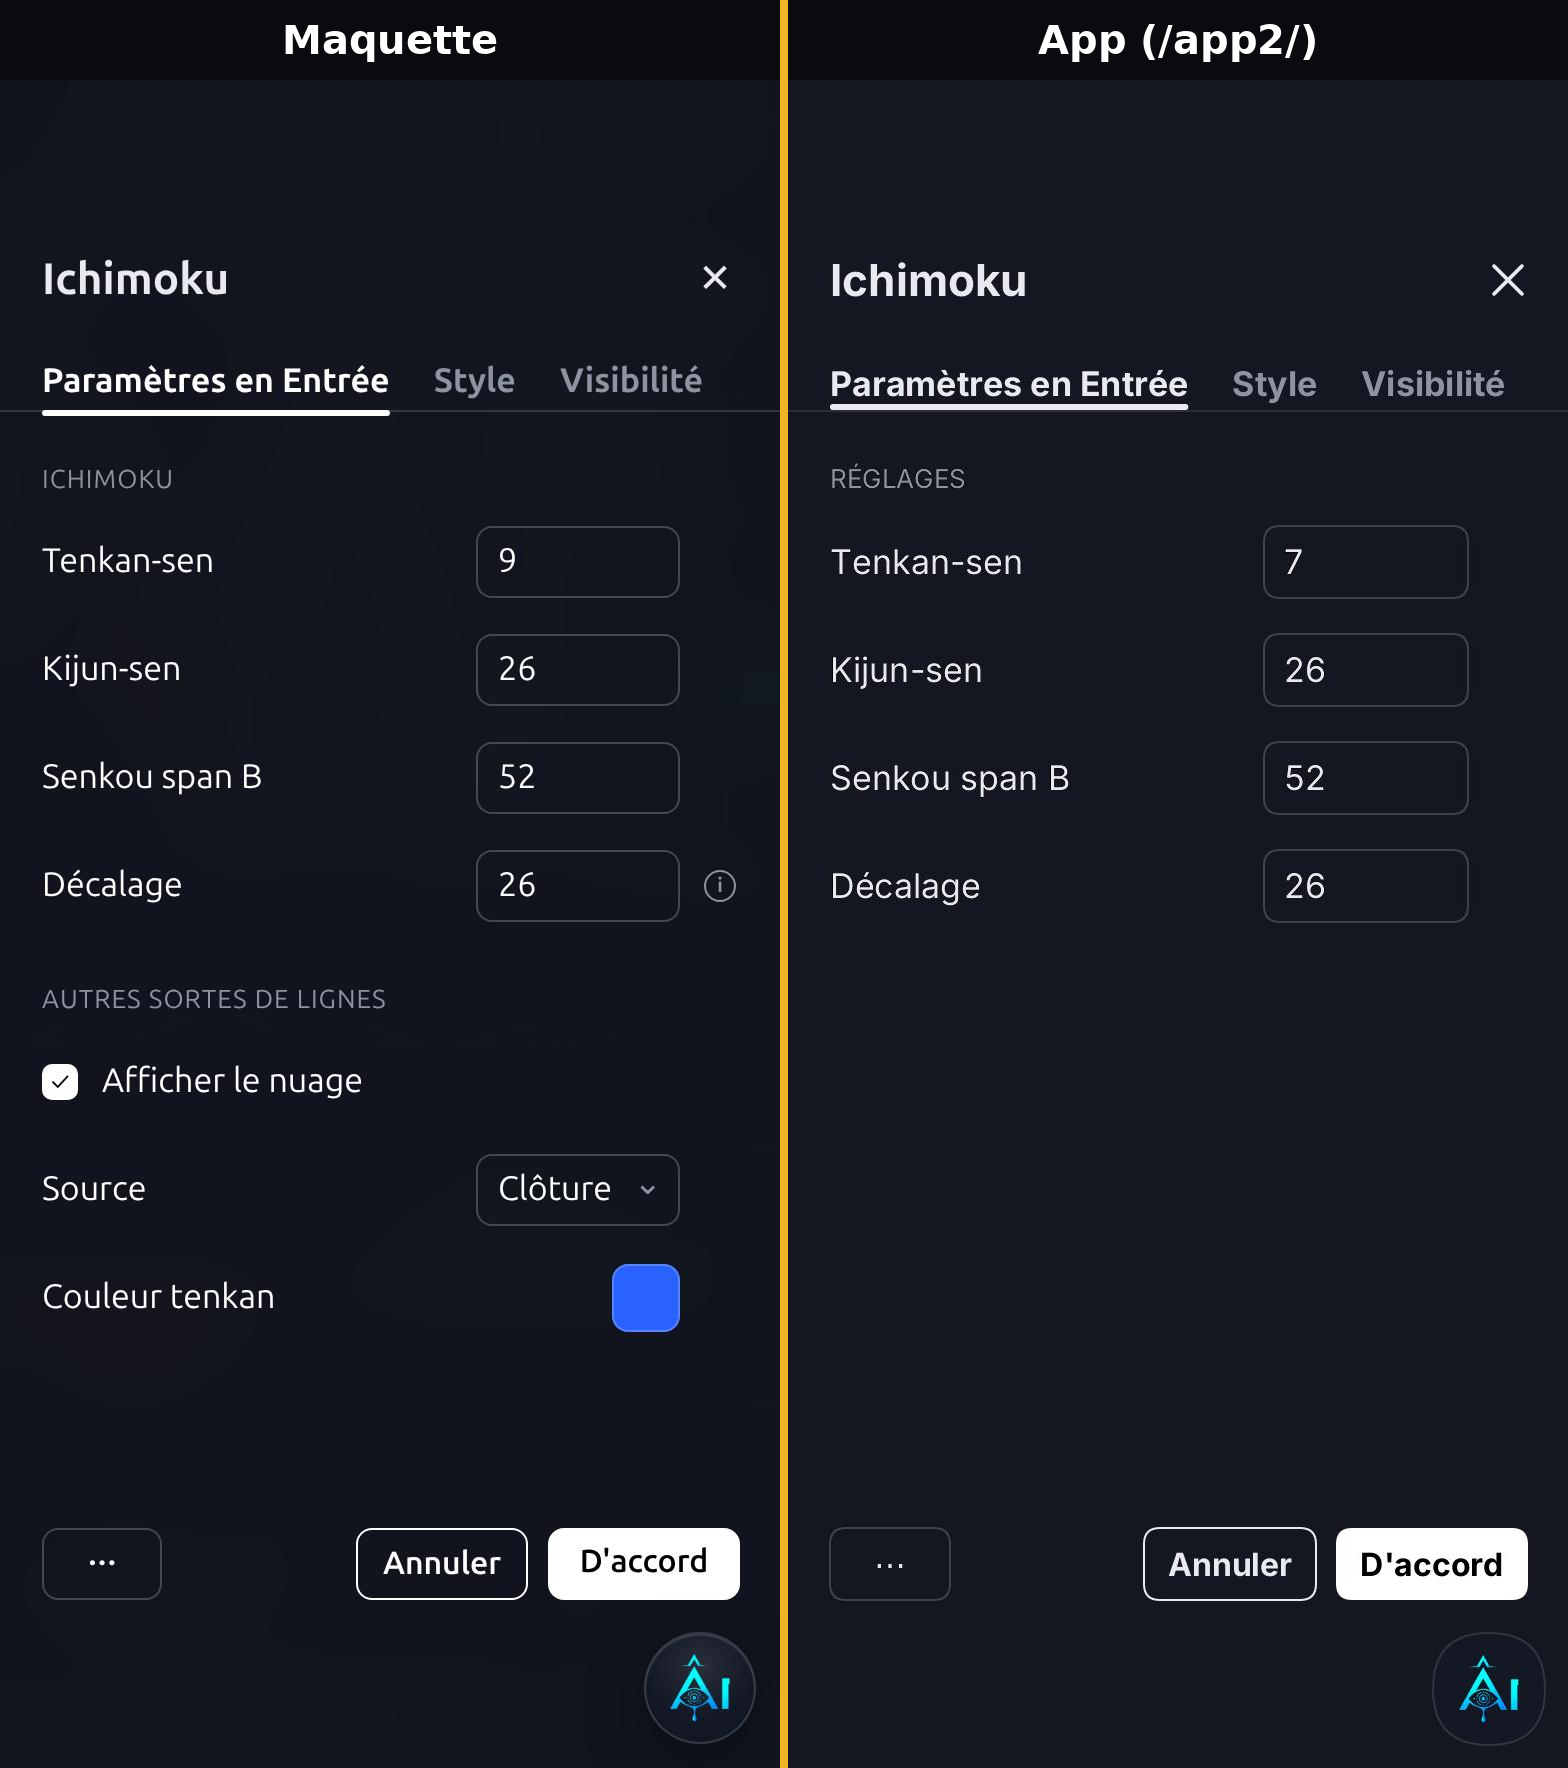 Maquette
Ichimoku
Paramètres en Entrée Style Visibilité
ICHIMOKU
Tenkan-sen 9
Kijun-sen 26
Senkou span B 52
Décalage 26 i
AUTRES SORTES DE LIGNES
Afficher le nuage
Source Clôture
Couleur tenkan
... Annuler D'accord
AI
App (/app2/)
Ichimoku
Paramètres en Entrée Style Visibilité
RÉGLAGES
Tenkan-sen 7
Kijun-sen 26
Senkou span B 52
Décalage 26
... Annuler D'accord
AI